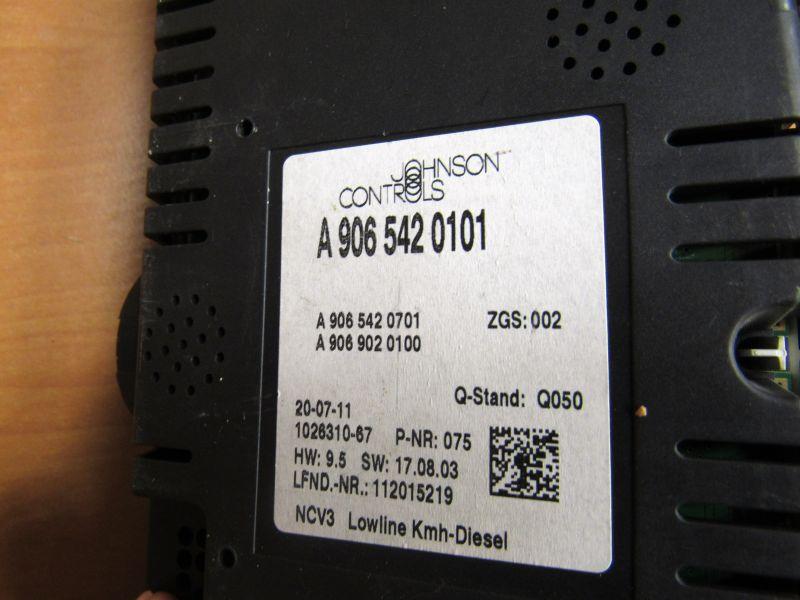 JOHNSON
CONTROLS
A 906 542 0101
A 906 542 0701 ZGS: 002
A 906 902 0100
Q-Stand: Q050
20-07-11
1026310-67 P-NR: 075
HW: 9.5 SW: 17.08.03
LFND.-NR.: 112015219
NCV3 Lowline Kmh-Diesel